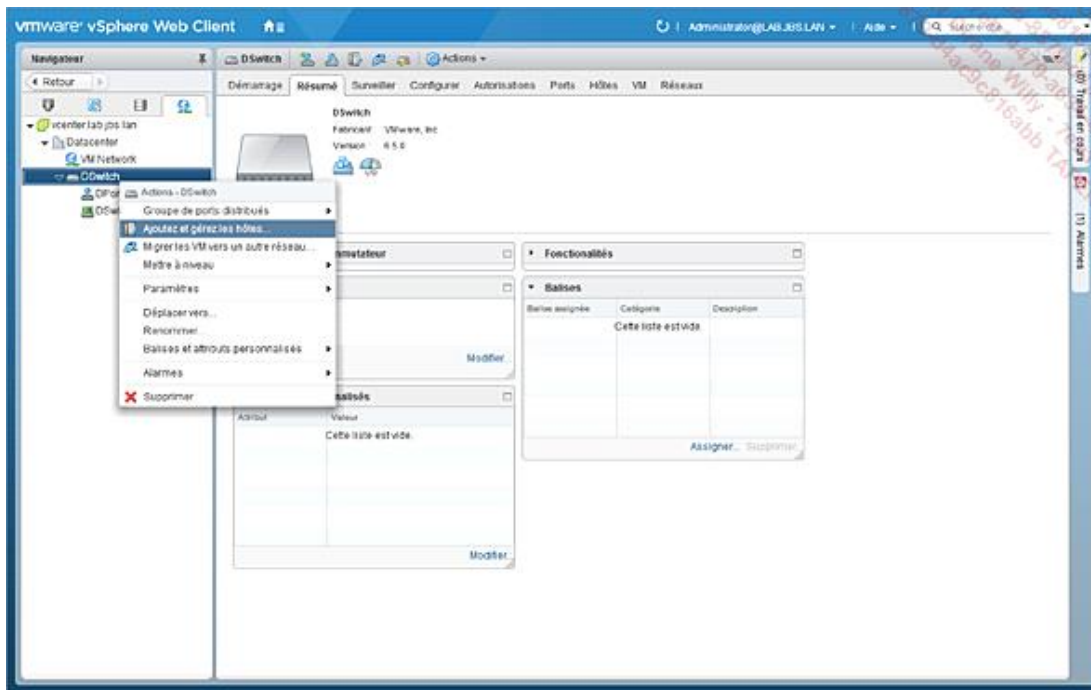 vmware® vSphere Web Client
Administrator@LAB.JBS.LAN
Aide
Recherche
Navigateur
Retour
vcenter.lab.jbs.lan
Datacenter
VM Network
DSwitch
DSwitch
Actions
Démarrage Résumé Surveiller Configurer Autorisations Ports Hôtes VM Réseaux
DSwitch
Fabricant VMware, Inc
Version 6.5.0
Actions - DSwitch
Groupe de ports distribués
Ajoutez et gérez les hôtes...
Migrer les VM vers un autre réseau...
Mettre à niveau
Paramètres
Déplacer vers...
Renommer...
Balises et attributs personnalisés
Alarmes
Supprimer
Fonctionnalités
Balises
Balise assignée Catégorie Description
Cette liste est vide.
Assigner... Supprimer...
Modifier...
Attribut Valeur
Cette liste est vide.
Modifier...
(0) Travail en cours
(1) Alarmes